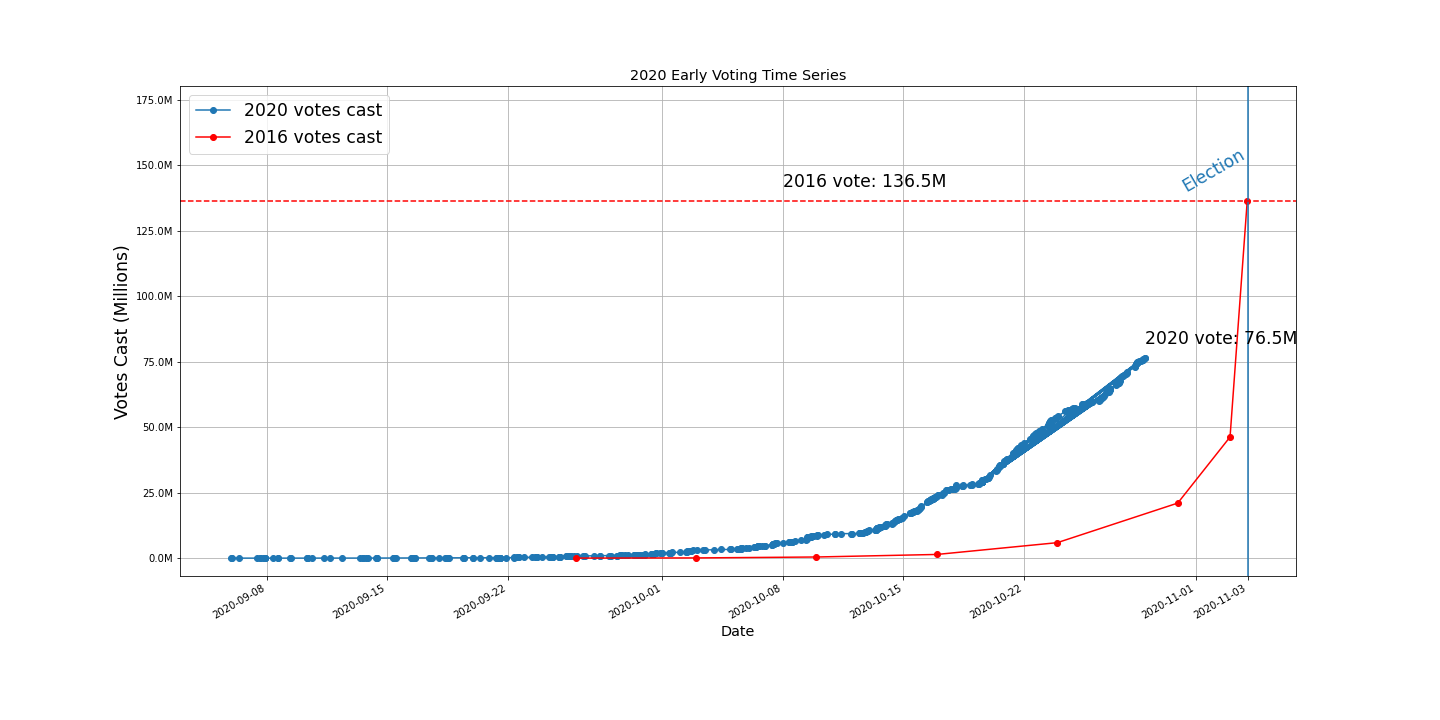 2020 Early Voting Time Series
175.0M
150.0M
125.0M
100.0M
75.0M
50.0M
25.0M
0.0M
Votes Cast (Millions)
2020 votes cast
2016 votes cast
2016 vote: 136.5M
Election
2020 vote: 76.5M
2020-09-08
2020-09-15
2020-09-22
2020-10-01
2020-10-08
2020-10-15
2020-10-22
2020-11-01
2020-11-03
Date